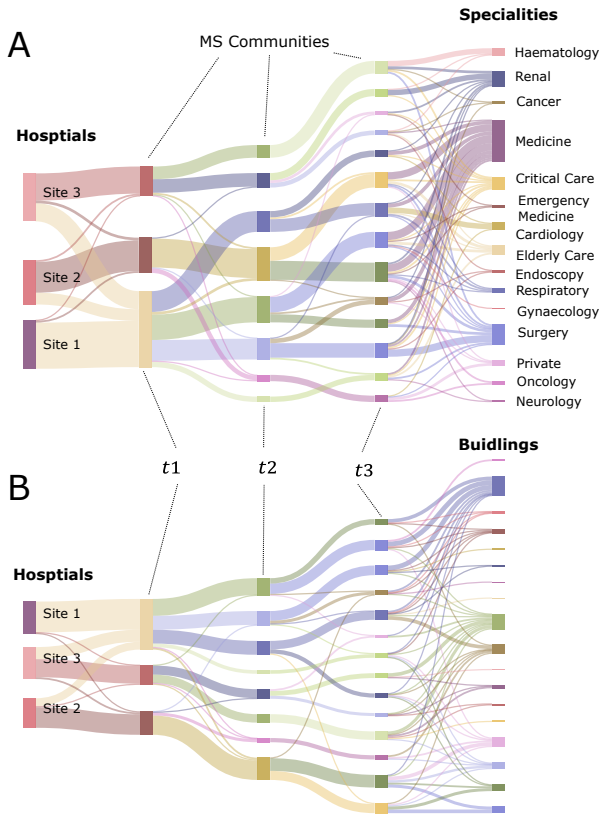 Specialities
A
MS Communities
Haematology
Renal
Cancer
Hosptials
Medicine
Site 3
Critical Care
Emergency
Medicine
Cardiology
Site 2
Elderly Care
Endoscopy
Respiratory
Gynaecology
Site 1
Surgery
Private
Oncology
Neurology
t1
t2
t3
Buidlings
B
Hosptials
Site 1
Site 3
Site 2